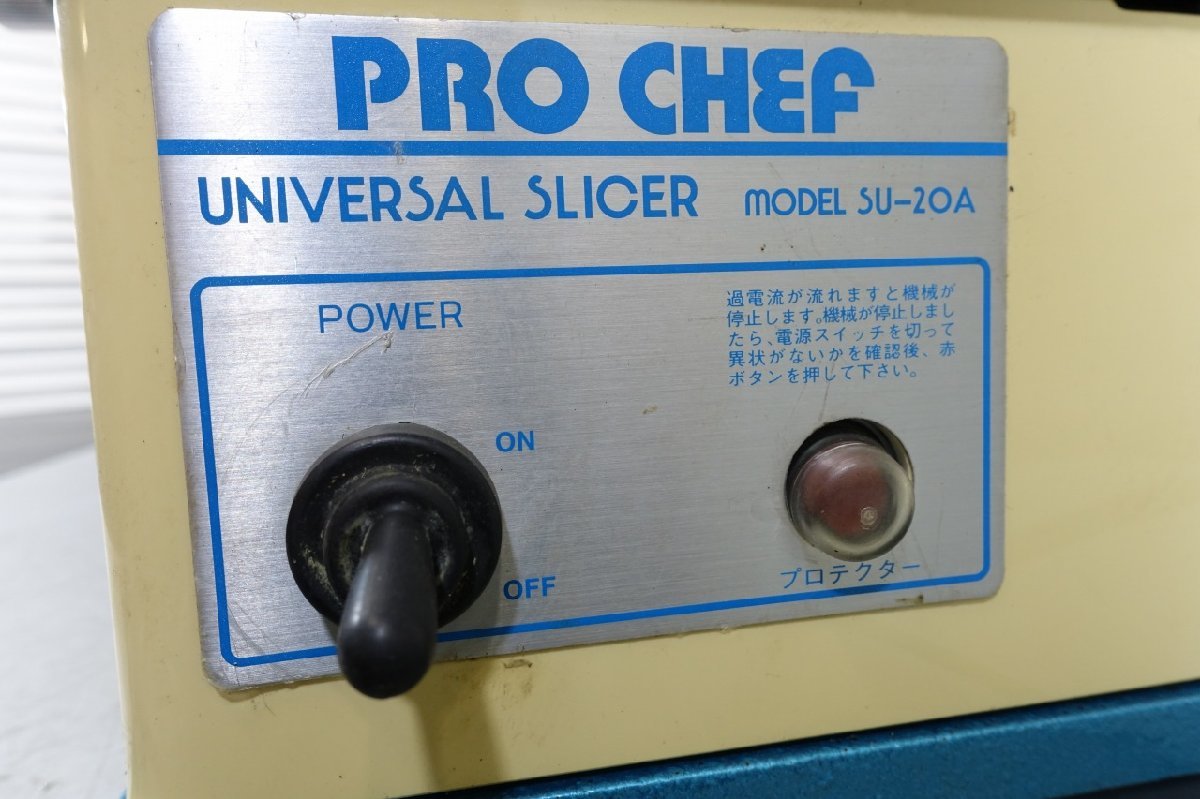 PRO CHEF
UNIVERSAL SLICER MODEL SU-20A
POWER
過電流が流れますと機械が
停止します。機械が停止しまし
たら、電源スイッチを切って
異状がないかを確認後、赤
ボタンを押して下さい。
ON
OFF
プロテクター